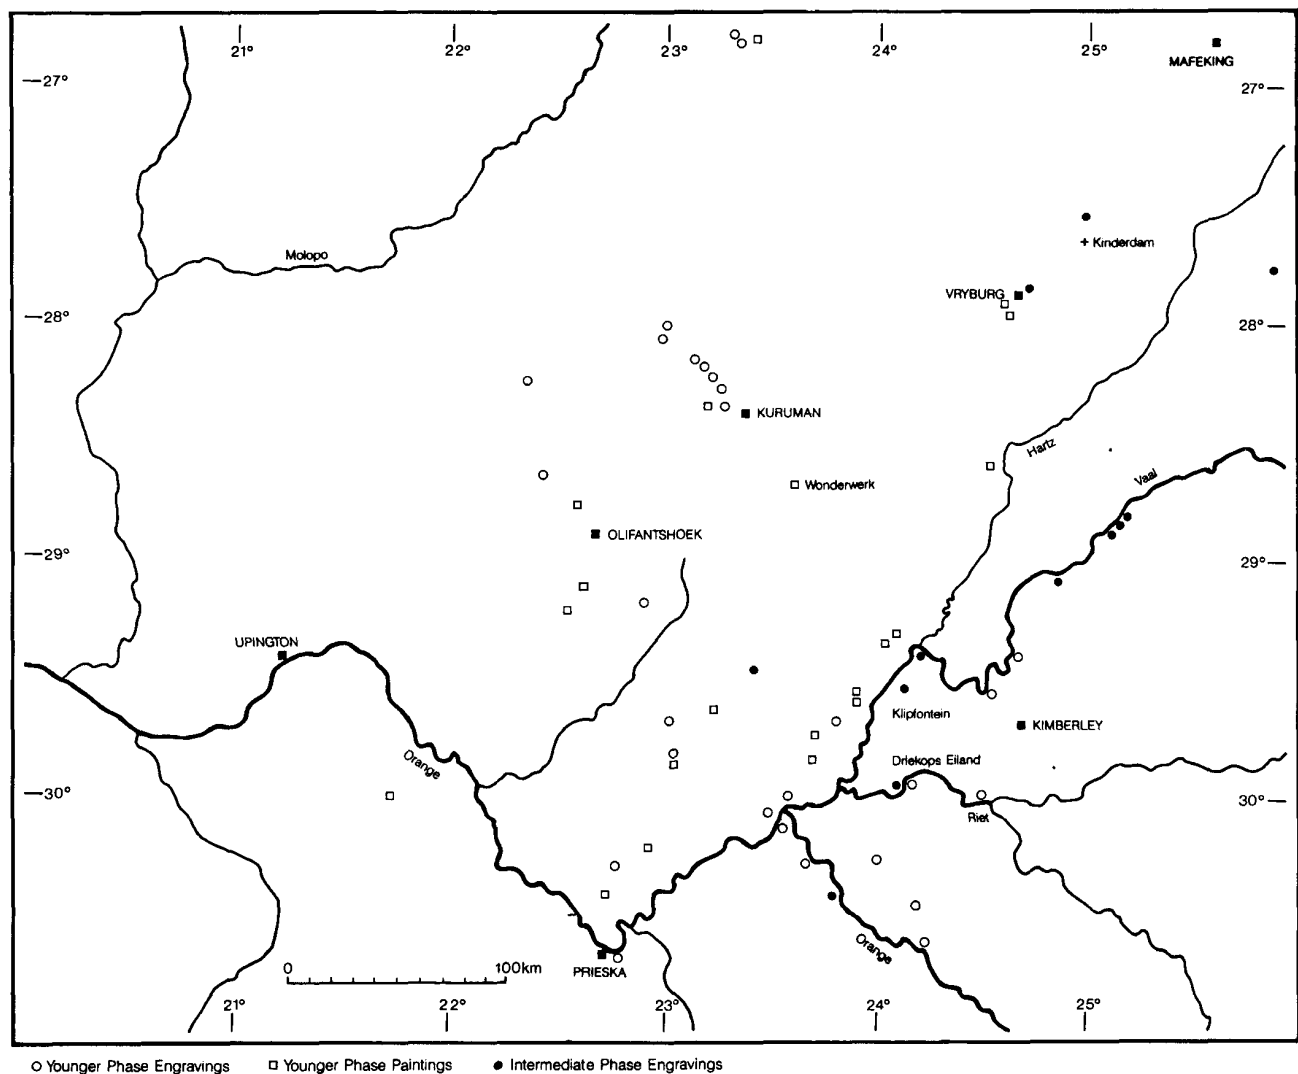 21° 22° 23° 24° 25°
MAFEKING
27° 27°
Kinderdam
Molopo
VRYBURG
28° 28°
KURUMAN
Hartz
Vaal
Wonderwerk
OLIFANTSHOEK
29° 29°
UPINGTON
Klipfontein
KIMBERLEY
Orange
Driekops Eiland
30° 30°
Riet
Orange
0 100km
PRIESKA
21° 22° 23° 24° 25°
Younger Phase Engravings Younger Phase Paintings Intermediate Phase Engravings